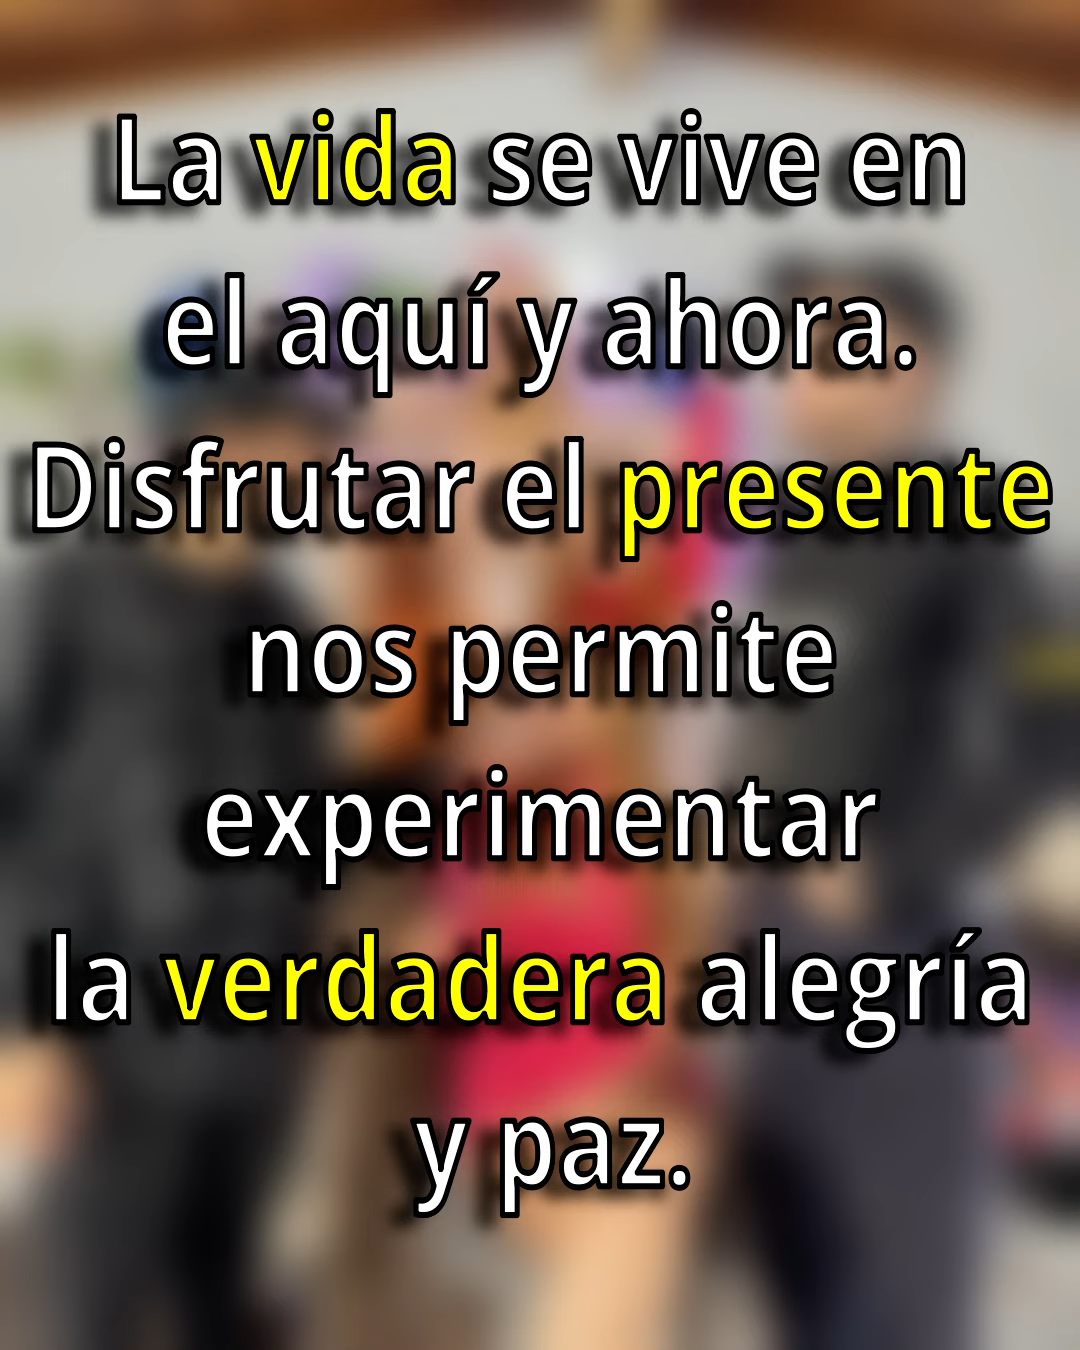 La vida se vive en
el aquí y ahora.
Disfrutar el presente
nos permite
experimentar
la verdadera alegría
y paz.